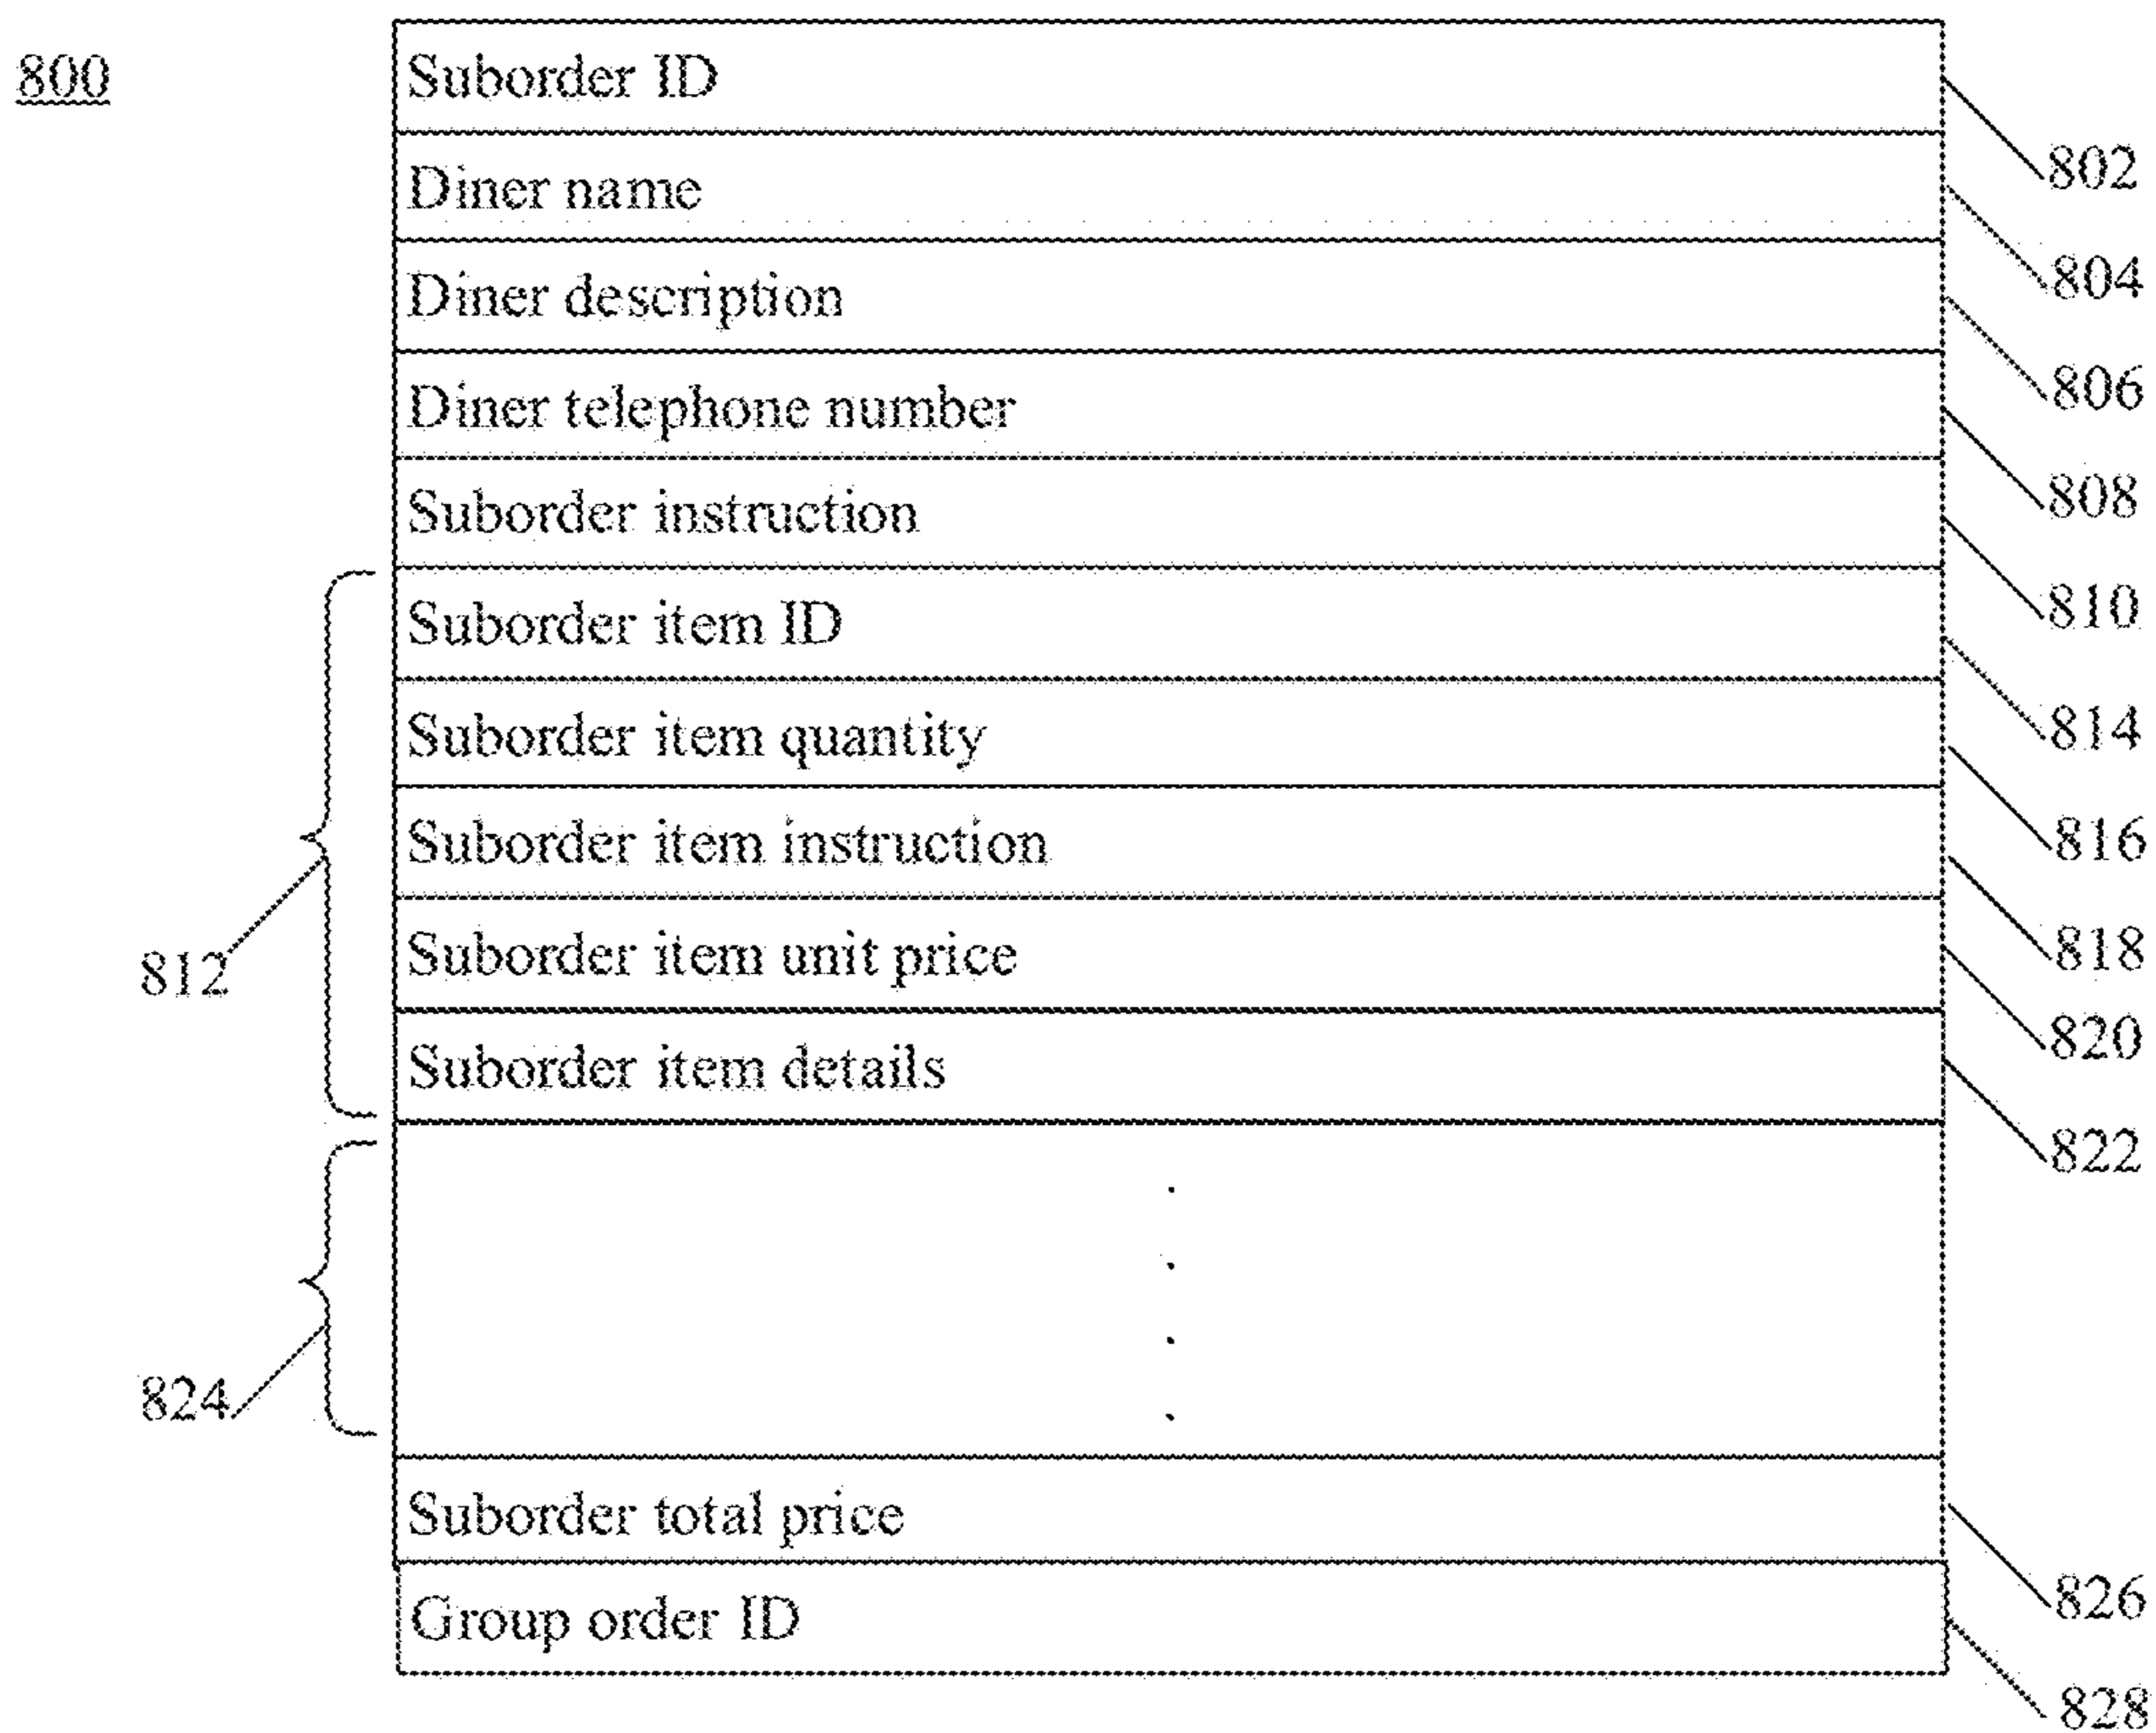 800
Suborder ID
802
Diner name
804
Diner description
806
Diner telephone number
808
Suborder instruction
810
Suborder item ID
814
Suborder item quantity
816
Suborder item instruction
818
812
Suborder item unit price
820
Suborder item details
822
824
Suborder total price
826
Group order ID
828